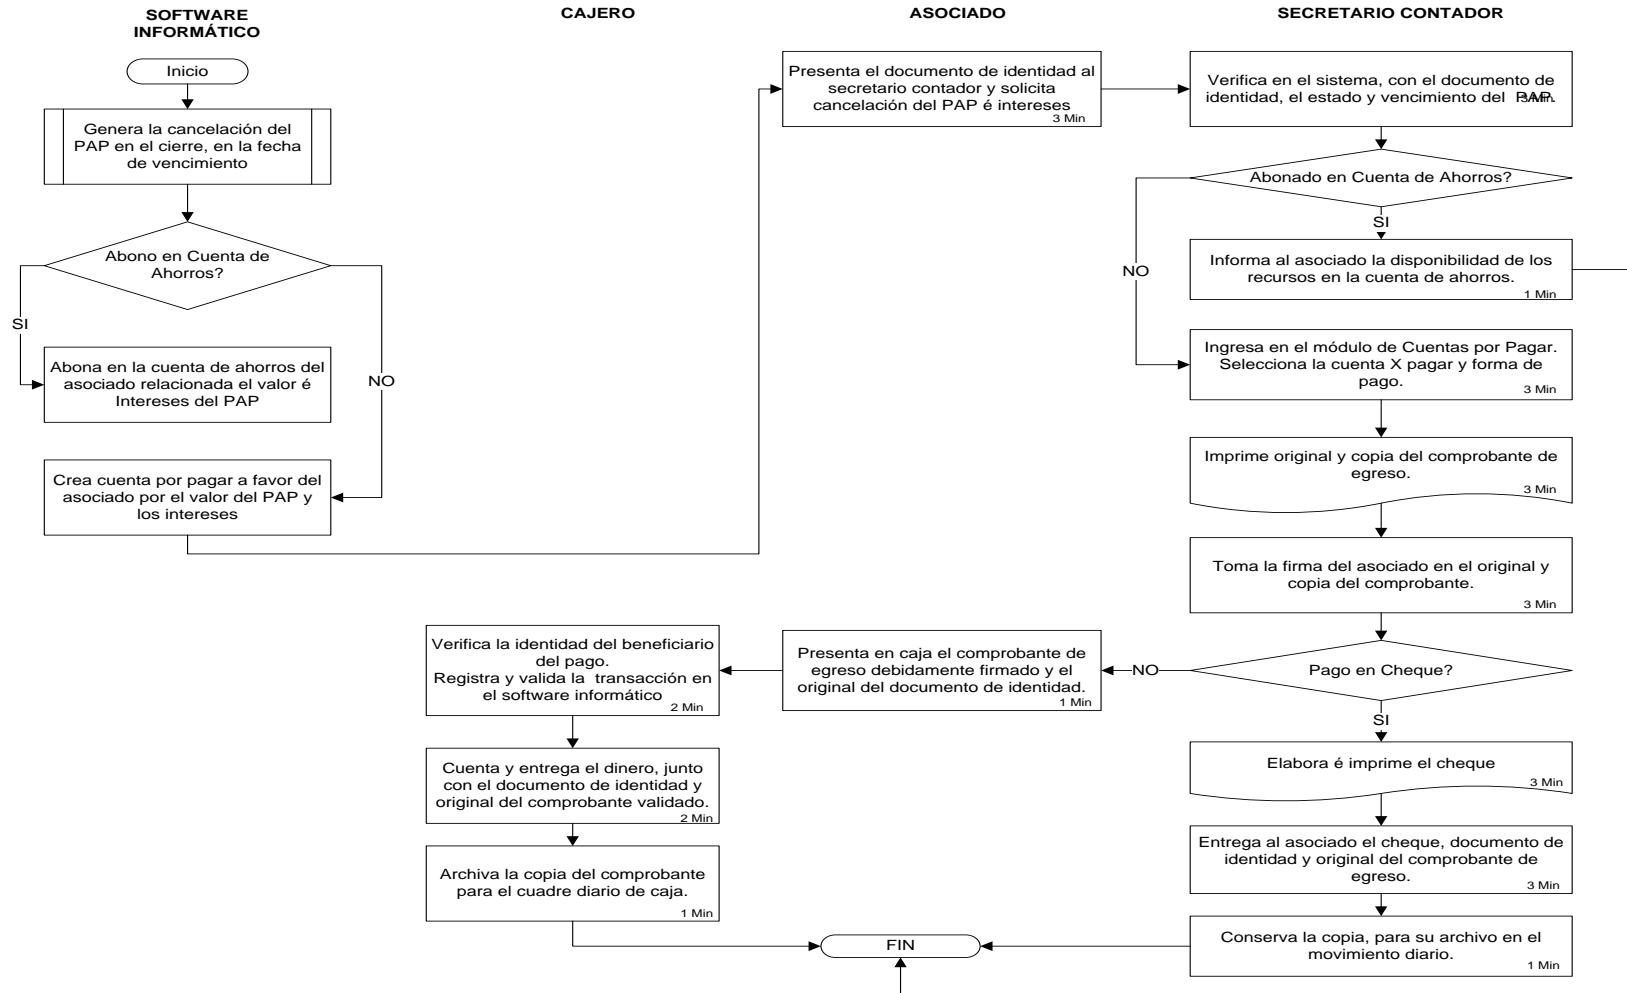 SOFTWARE
INFORMÁTICO
CAJERO
ASOCIADO
SECRETARIO CONTADOR
Inicio
Genera la cancelación del
PAP en el cierre, en la fecha
de vencimiento
Abono en Cuenta de
Ahorros?
SI
NO
Abona en la cuenta de ahorros del
asociado relacionada el valor é
Intereses del PAP
Crea cuenta por pagar a favor del
asociado por el valor del PAP y
los intereses
Presenta el documento de identidad al
secretario contador y solicita
cancelación del PAP é intereses
3 Min
Verifica en el sistema, con el documento de
identidad, el estado y vencimiento del PAP.
3 Min
Abonado en Cuenta de Ahorros?
SI
NO
Informa al asociado la disponibilidad de los
recursos en la cuenta de ahorros.
1 Min
Ingresa en el módulo de Cuentas por Pagar.
Selecciona la cuenta X pagar y forma de
pago.
3 Min
Imprime original y copia del comprobante de
egreso.
3 Min
Toma la firma del asociado en el original y
copia del comprobante.
3 Min
Pago en Cheque?
NO
SI
Presenta en caja el comprobante de
egreso debidamente firmado y el
original del documento de identidad.
1 Min
Verifica la identidad del beneficiario
del pago.
Registra y valida la transacción en
el software informático
2 Min
Cuenta y entrega el dinero, junto
con el documento de identidad y
original del comprobante validado.
2 Min
Archiva la copia del comprobante
para el cuadre diario de caja.
1 Min
Elabora é imprime el cheque
3 Min
Entrega al asociado el cheque, documento de
identidad y original del comprobante de
egreso.
3 Min
Conserva la copia, para su archivo en el
movimiento diario.
1 Min
FIN